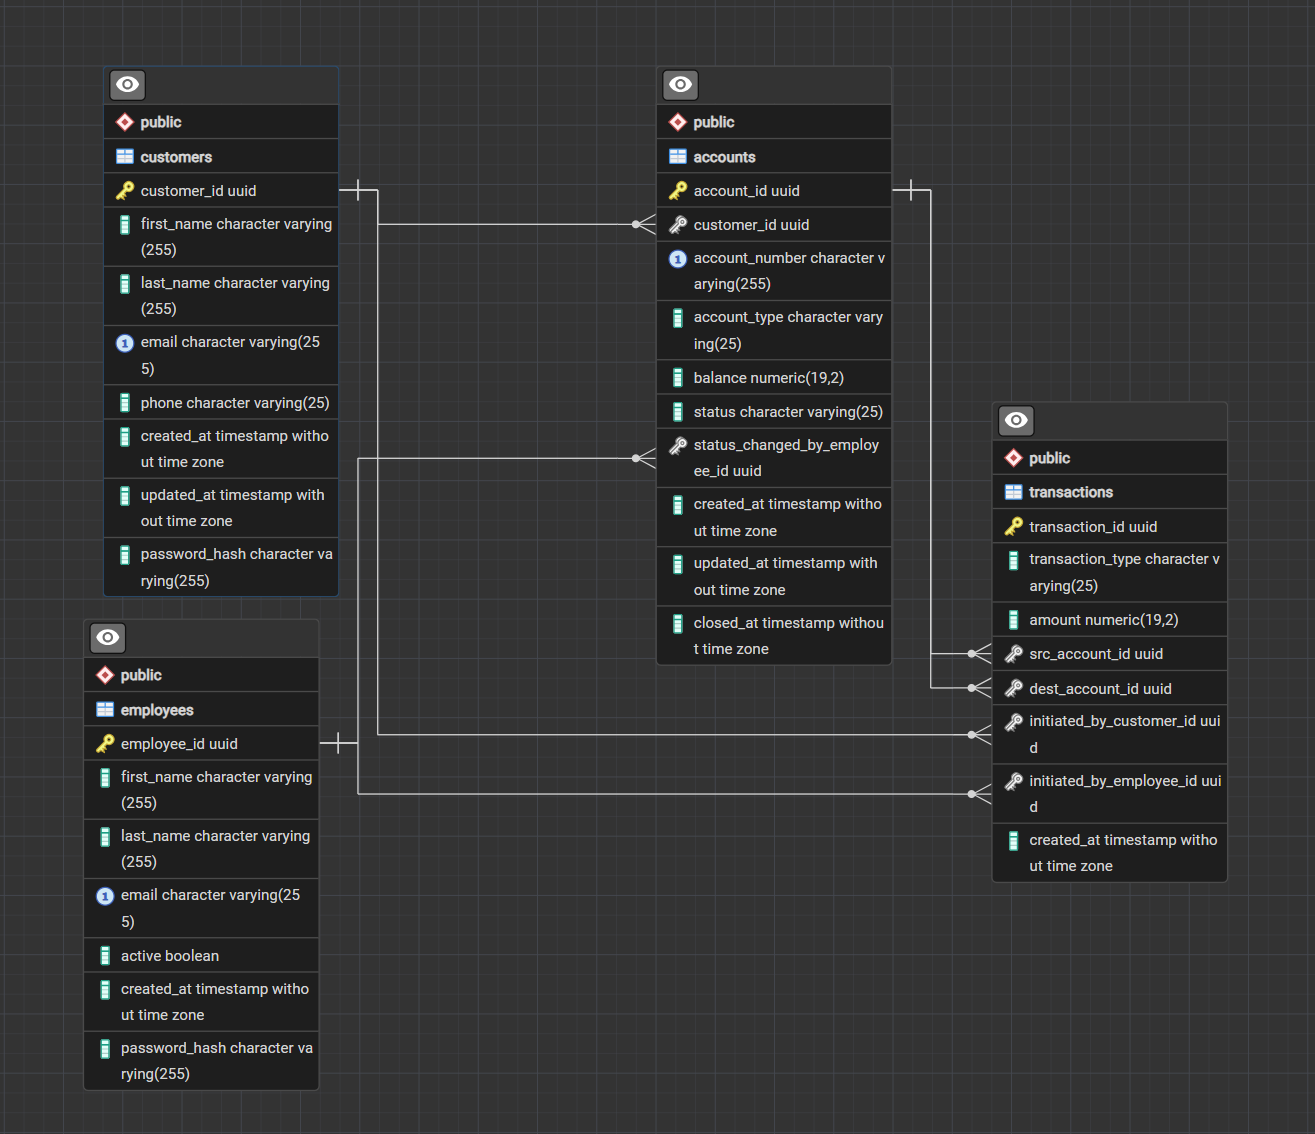 public
customers
customer_id uuid
first_name character varying
(255)
last_name character varying
(255)
1 email character varying(25
5)
phone character varying(25)
created_at timestamp witho
ut time zone
updated_at timestamp with
out time zone
password_hash character va
rying(255)
public
accounts
account_id uuid
customer_id uuid
1 account_number character v
arying(255)
account_type character vary
ing(25)
balance numeric(19,2)
status character varying(25)
status_changed_by_employ
ee_id uuid
created_at timestamp witho
ut time zone
updated_at timestamp with
out time zone
closed_at timestamp withou
t time zone
public
transactions
transaction_id uuid
transaction_type character v
arying(25)
amount numeric(19,2)
src_account_id uuid
dest_account_id uuid
initiated_by_customer_id uui
d
initiated_by_employee_id uui
d
created_at timestamp witho
ut time zone
public
employees
employee_id uuid
first_name character varying
(255)
last_name character varying
(255)
1 email character varying(25
5)
active boolean
created_at timestamp witho
ut time zone
password_hash character va
rying(255)